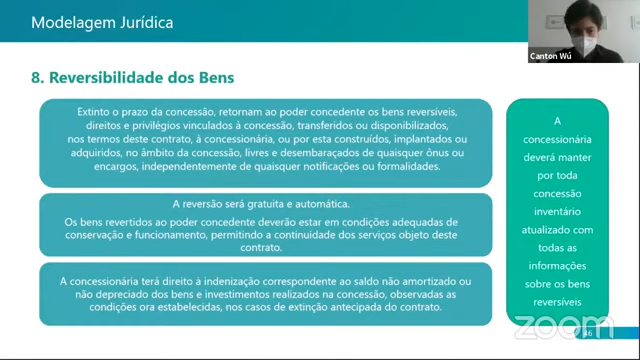 Modelagem Jurídica
Canton Wú
8. Reversibilidade dos Bens
Extinto o prazo da concessão, retornam ao poder concedente os bens reversíveis,
direitos e privilégios vinculados à concessão, transferidos ou disponibilizados,
nos termos deste contrato, à concessionária, ou por esta construídos, implantados ou
adquiridos, no âmbito da concessão, livres e desembaraçados de quaisquer ônus ou
encargos, independentemente de quaisquer notificações ou formalidades.
A reversão será gratuita e automática.
Os bens revertidos ao poder concedente deverão estar em condições adequadas de
conservação e funcionamento, permitindo a continuidade dos serviços objeto deste
contrato.
A concessionária terá direito à indenização correspondente ao saldo não amortizado ou
não depreciado dos bens e investimentos realizados na concessão, observadas as
condições ora estabelecidas, nos casos de extinção antecipada do contrato.
A
concessionária
deverá manter
por toda
concessão
inventário
atualizado com
todas as
informações
sobre os bens
reversíveis
46
zoom